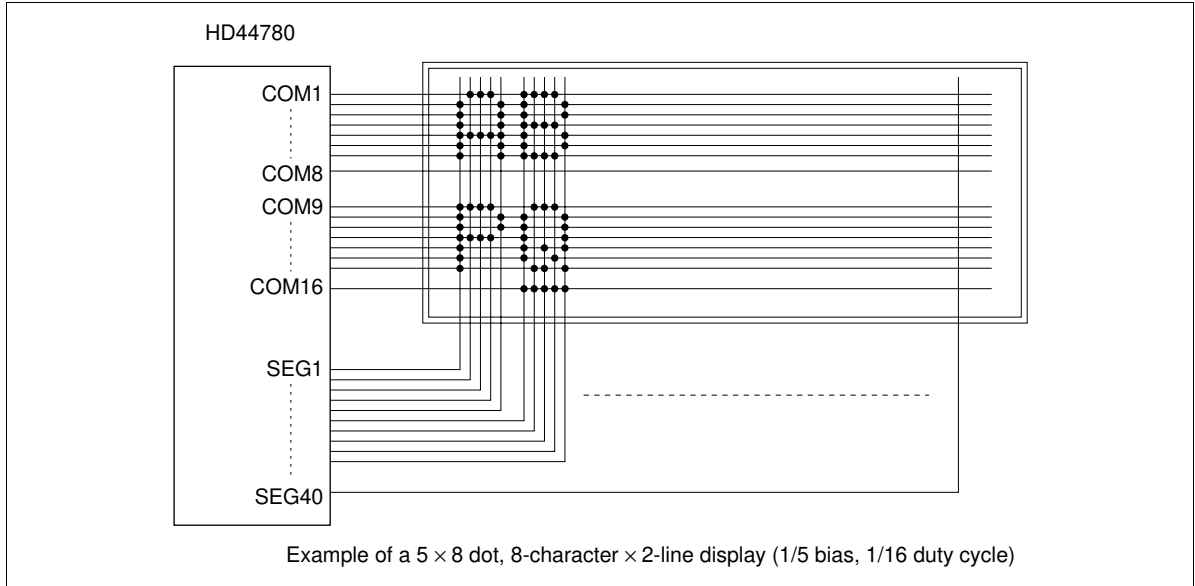 HD44780
COM1
COM8
COM9
COM16
SEG1
SEG40
Example of a 5 × 8 dot, 8-character × 2-line display (1/5 bias, 1/16 duty cycle)